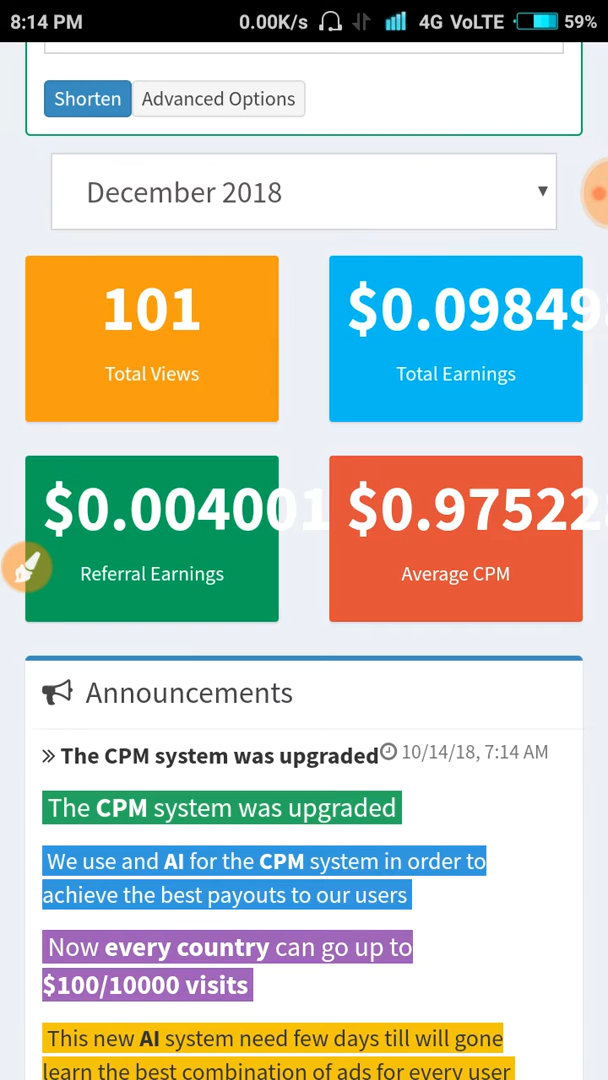 8:14 PM 0.00K/s 4G VoLTE 59%
Shorten Advanced Options
December 2018
101
Total Views
$0.09849
Total Earnings
$0.004001
Referral Earnings
$0.97522
Average CPM
Announcements
» The CPM system was upgraded 10/14/18, 7:14 AM
The CPM system was upgraded
We use and AI for the CPM system in order to
achieve the best payouts to our users
Now every country can go up to
$100/10000 visits
This new AI system need few days till will gone
learn the best combination of ads for every user